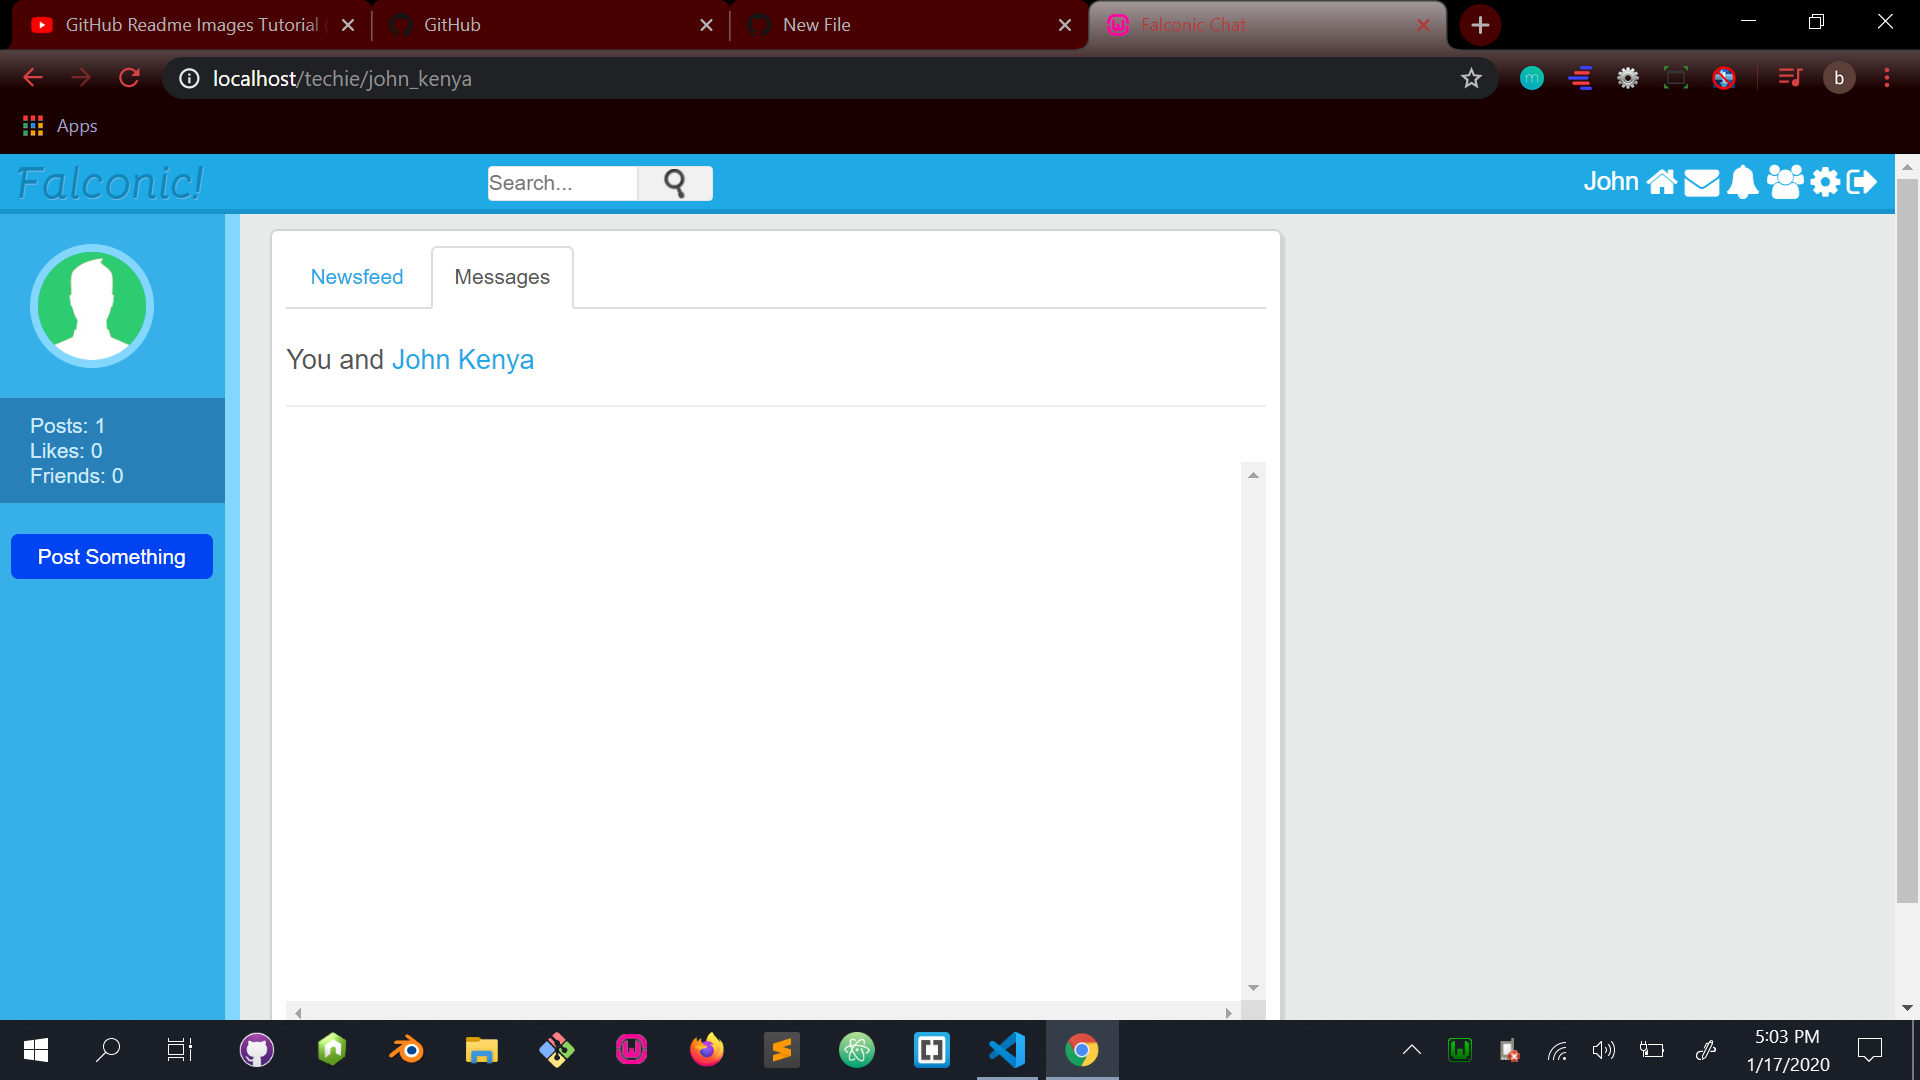 GitHub Readme Images Tutorial
GitHub
New File
Falconic Chat
localhost/techie/john_kenya
b
Apps
Falconic!
Search...
John
Newsfeed
Messages
You and John Kenya
Posts: 1
Likes: 0
Friends: 0
Post Something
5:03 PM
1/17/2020